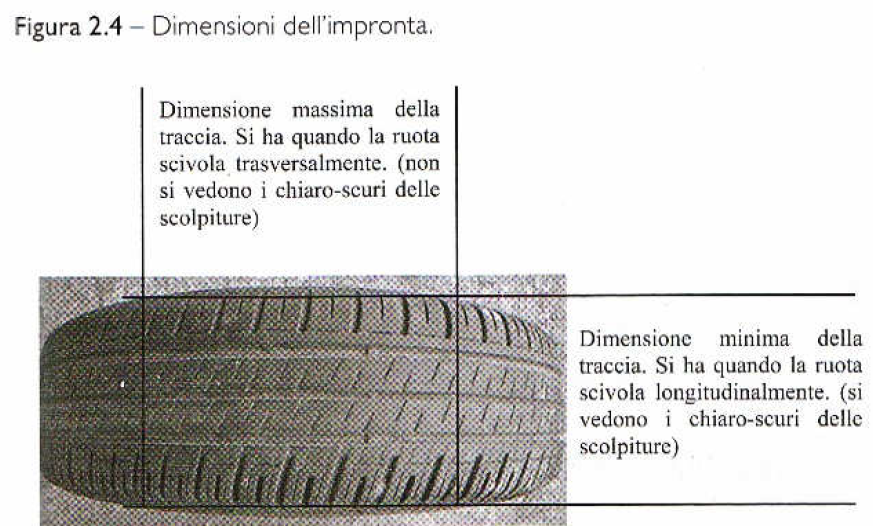 Figura 2.4 – Dimensioni dell'impronta.
Dimensione massima della
traccia. Si ha quando la ruota
scivola trasversalmente. (non
si vedono i chiaro-scuri delle
scolpiture)
Dimensione minima della
traccia. Si ha quando la ruota
scivola longitudinalmente. (si
vedono i chiaro-scuri delle
scolpiture)